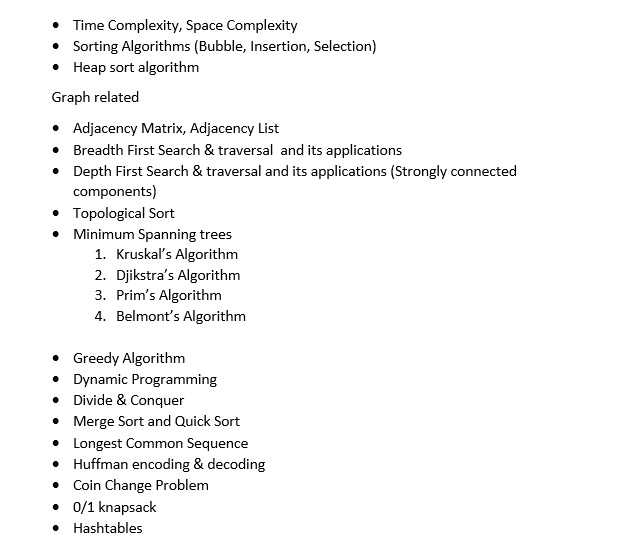 • Time Complexity, Space Complexity
• Sorting Algorithms (Bubble, Insertion, Selection)
• Heap sort algorithm
Graph related
• Adjacency Matrix, Adjacency List
• Breadth First Search & traversal  and its applications
• Depth First Search & traversal and its applications (Strongly connected
components)
• Topological Sort
• Minimum Spanning trees
1. Kruskal’s Algorithm
2. Djikstra’s Algorithm
3. Prim’s Algorithm
4. Belmont’s Algorithm
• Greedy Algorithm
• Dynamic Programming
• Divide & Conquer
• Merge Sort and Quick Sort
• Longest Common Sequence
• Huffman encoding & decoding
• Coin Change Problem
• 0/1 knapsack
• Hashtables